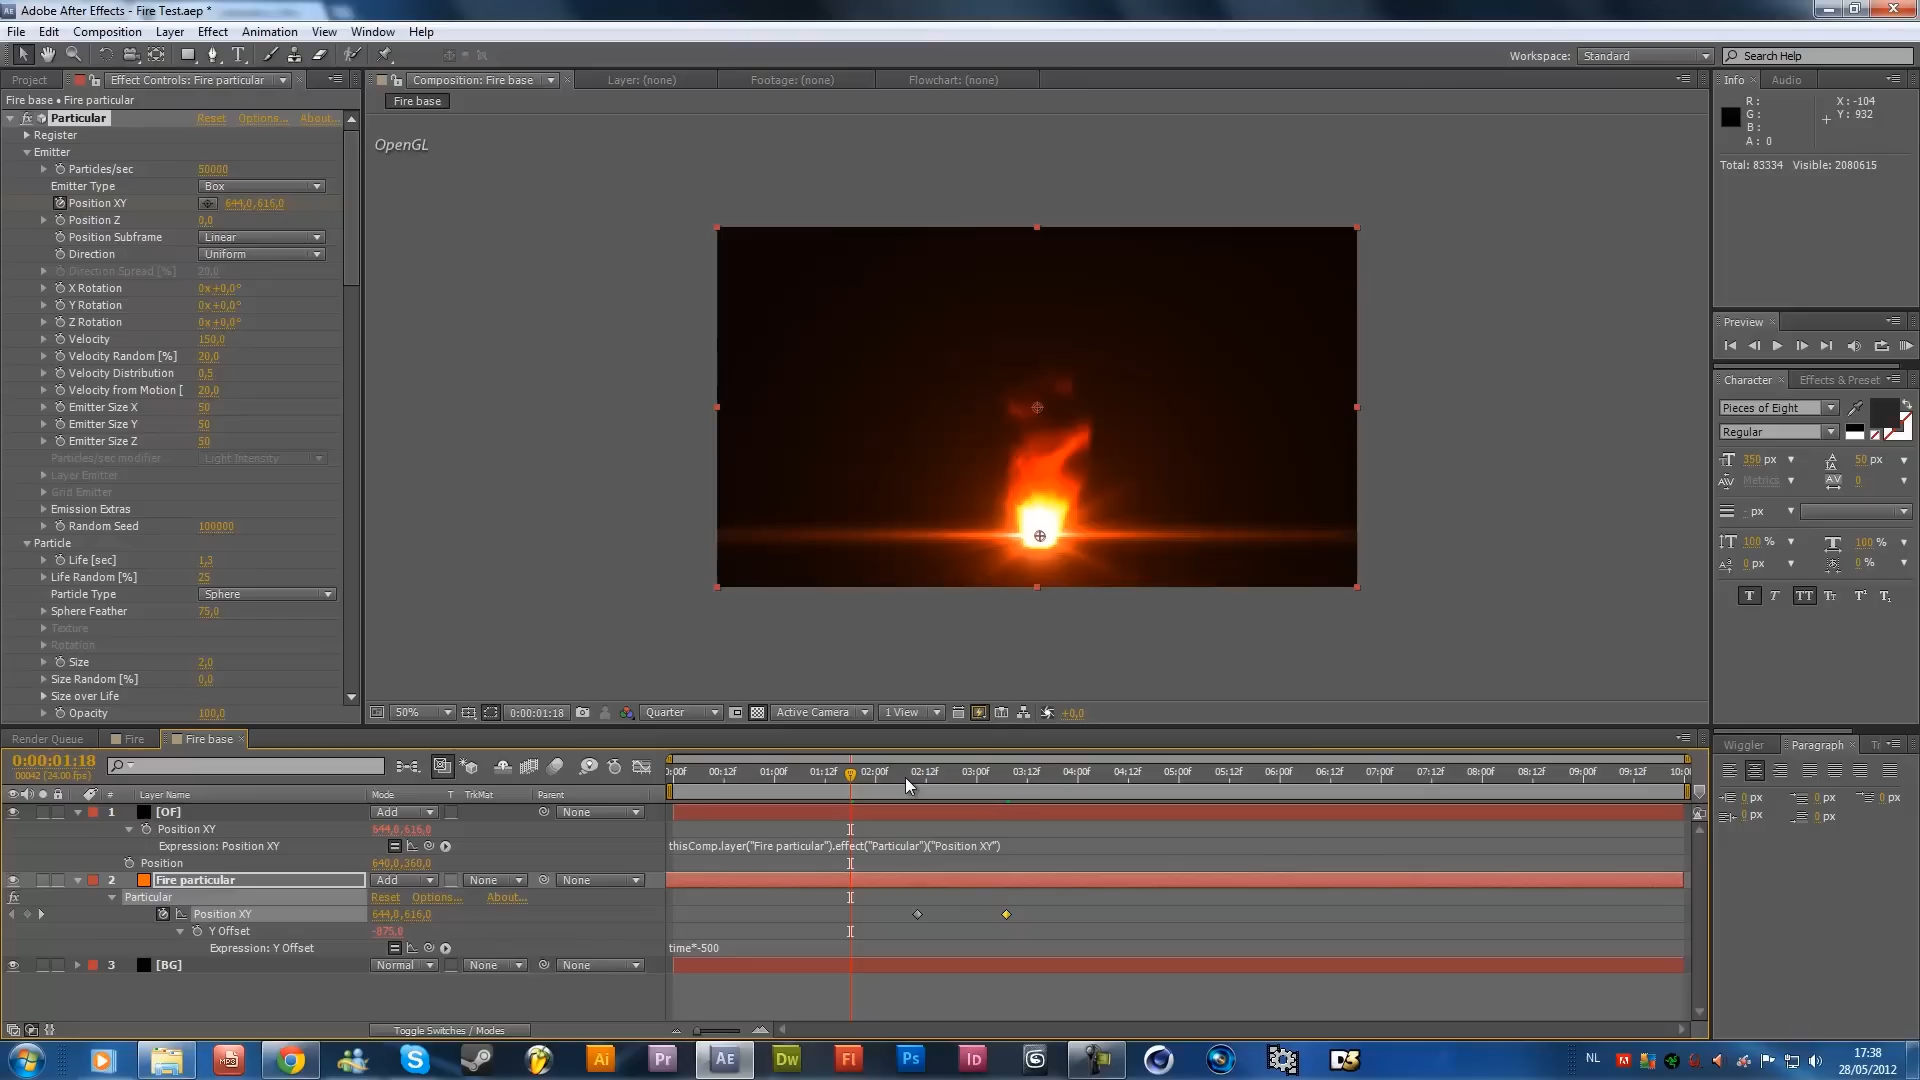 Adobe After Effects - Fire Test.aep *
File Edit Composition Layer Effect Animation View Window Help
Workspace: Standard Search Help
Project Effect Controls: Fire particular Composition: Fire base Layer: (none) Footage: (none) Flowchart: (none) Info Audio
Fire base • Fire particular
Fire base
Particular Reset Options... About...
Register
Emitter
Particles/sec 50000
Emitter Type Box
Position XY 644,0,616,0
Position Z 0,0
Position Subframe Linear
Direction Uniform
Direction Spread [%] 20,0
X Rotation 0x+0,0°
Y Rotation 0x+0,0°
Z Rotation 0x+0,0°
Velocity 150,0
Velocity Random [%] 20,0
Velocity Distribution 0,5
Velocity from Motion [ 20,0
Emitter Size X 50
Emitter Size Y 50
Emitter Size Z 50
Particles/sec modifier Light Intensity
Layer Emitter
Grid Emitter
Emission Extras
Random Seed 100000
Particle
Life [sec] 1,3
Life Random [%] 25
Particle Type Sphere
Sphere Feather 75,0
Texture
Rotation
Size 2,0
Size Random [%] 0,0
Size over Life
Opacity 100,0
OpenGL
50% 0:00:01:18 Quarter Active Camera 1 View +0,0
R: X: -104
G: Y: 932
B:
A: 0
Total: 83334 Visible: 2080615
Preview
Character Effects & Preset
Pieces of Eight
Regular
350 px 50 px
Metrics 0
- px
100 % 100 %
0 px 0 %
T T TT Tt T¹ T₁
Render Queue Fire Fire base
0:00:01:18
00042 (24.00 fps)
:00f 00:12f 01:00f 01:12f 02:00f 02:12f 03:00f 03:12f 04:00f 04:12f 05:00f 05:12f 06:00f 06:12f 07:00f 07:12f 08:00f 08:12f 09:00f 09:12f 10:0
# Layer Name Mode T TrkMat Parent
1 [OF] Add None
Position XY 644,0,616,0
Expression: Position XY thisComp.layer("Fire particular").effect("Particular")("Position XY")
Position 640,0,360,0
2 Fire particular Add None None
Particular Reset Options... About...
Position XY 644,0,616,0
Y Offset -875,0
Expression: Y Offset time*-500
3 [BG] Normal None None
Toggle Switches / Modes
Wiggler Paragraph Tr
0 px 0 px 0 px
0 px 0 px
MPG Ai Pr AE Dw Fl Ps Id D3
NL 17:38
28/05/2012